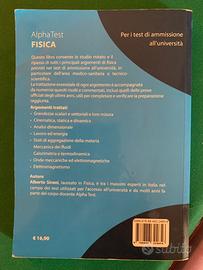 AlphaTest
FISICA
Per i test di ammissione
all'università
Questo libro consente lo studio mirato e il
ripasso di tutti i principali argomenti di fisica
previsti nei test di ammissione all'università, in
particolare dell'area medico-sanitaria e tecnico
scientifica.
La trattazione essenziale di ogni argomento è accompagnata
da numerosi quesiti risolti e commentati, inclusi quelli delle prove
ufficiali degli ultimi anni, utili per completare e verificare la preparazione
raggiunta.
Argomenti trattati:
• Grandezze scalari e vettoriali e loro misura
• Cinematica, statica e dinamica
• Analisi dimensionale
• Lavoro ed energia
• Stati di aggregazione della materia
• Meccanica dei fluidi
• Calorimetria e termodinamica
• Onde meccaniche ed elettromagnetiche
• Elettromagnetismo
Autore
Alberto Sironi, laureato in Fisica, è tra i massimi esperti in Italia nel
campo dei test utilizzati per l'accesso all'università e da molti anni fa
parte del corpo docente Alpha Test.
€ 16,90
subito